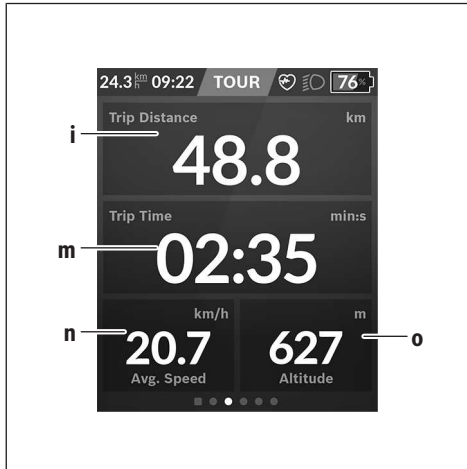 24.3 km/h 09:22 TOUR 76%
Trip Distance km
i
48.8
Trip Time min:s
m
02:35
km/h m
n
20.7 627
o
Avg. Speed Altitude